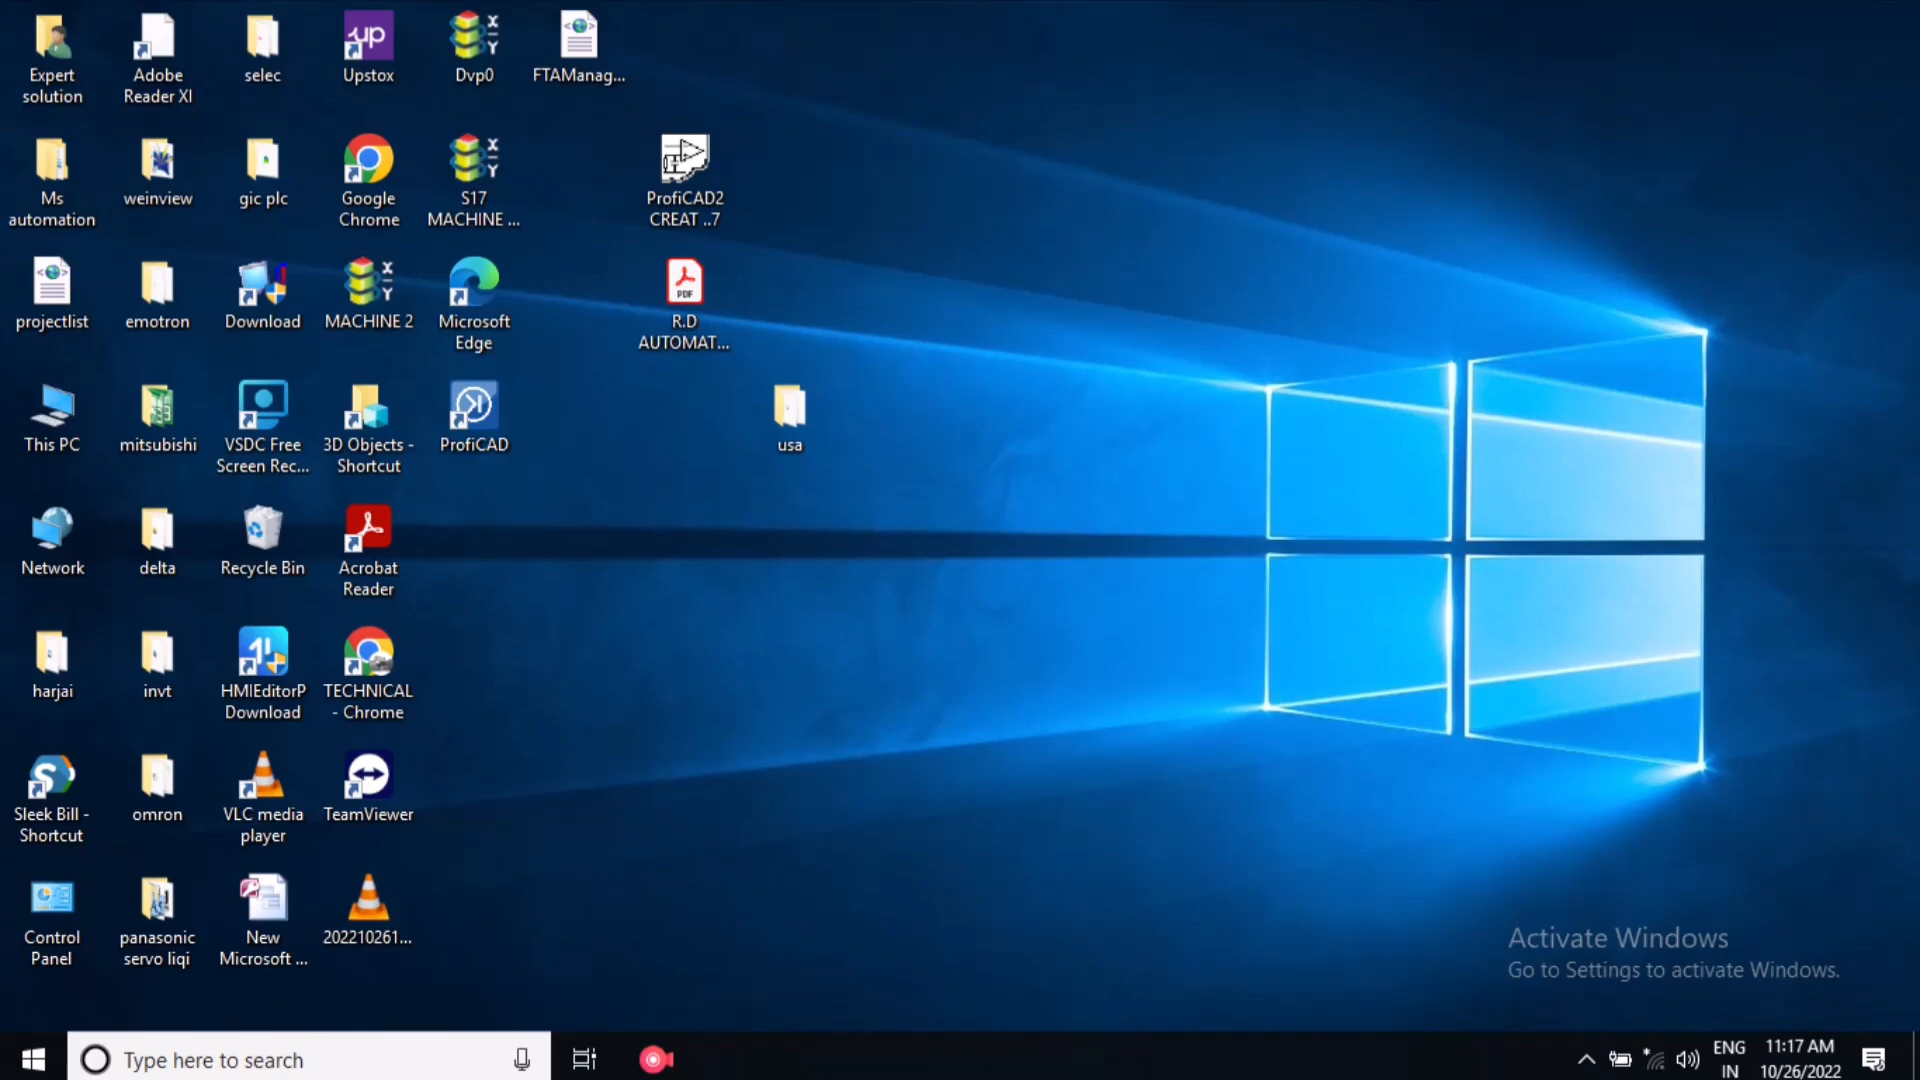 Expert
solution
Adobe
Reader XI
selec
up
Upstox
X
Y
Dvp0
FTAManag...
Ms
automation
weinview
gic plc
Google
Chrome
X
Y
S17
MACHINE ...
ProfiCAD2
CREAT ..7
projectlist
emotron
Download
X
Y
MACHINE 2
Microsoft
Edge
PDF
R.D
AUTOMAT...
This PC
mitsubishi
VSDC Free
Screen Rec...
3D Objects -
Shortcut
ProfiCAD
usa
Network
delta
Recycle Bin
Acrobat
Reader
harjai
invt
HMIEditorP
Download
TECHNICAL
- Chrome
S
Sleek Bill -
Shortcut
omron
VLC media
player
TeamViewer
Control
Panel
panasonic
servo liqi
New
Microsoft ...
202210261...
Activate Windows
Go to Settings to activate Windows.
Type here to search
ENG
IN
11:17 AM
10/26/2022